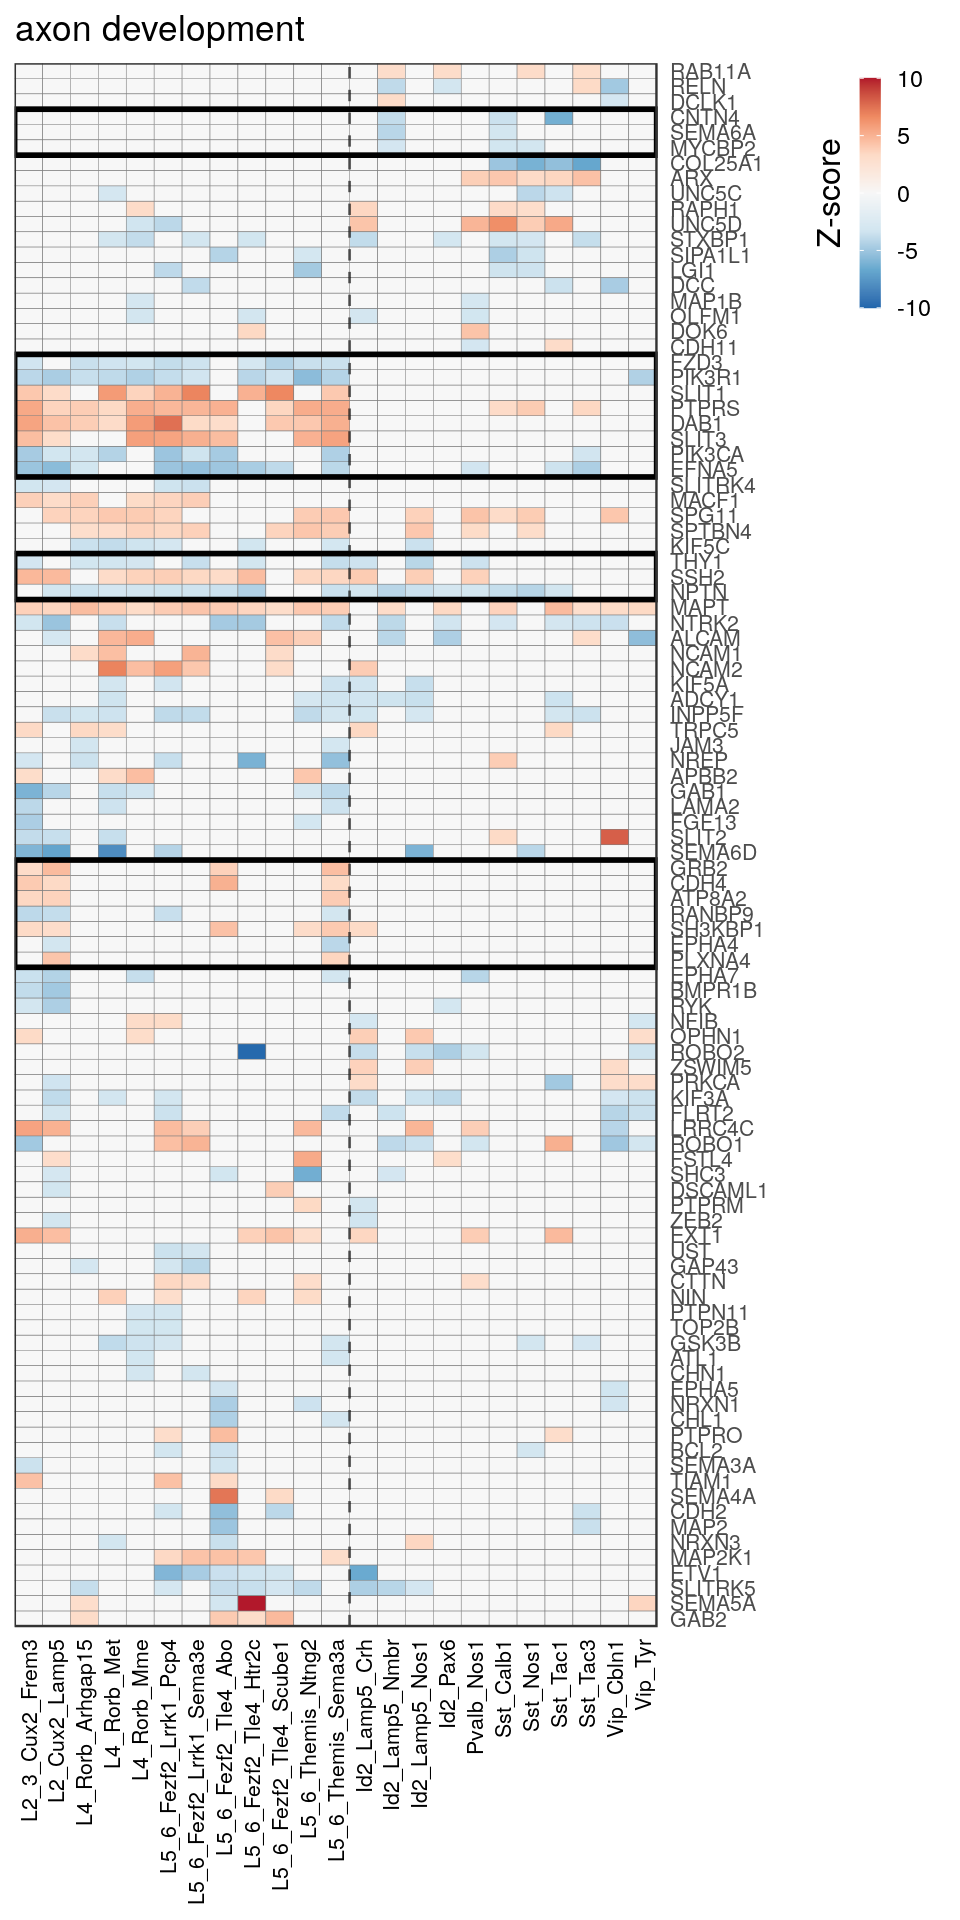 axon development
RAB11A
RELN
DCLK1
CNTN4
SEMA6A
MYCBP2
COL25A1
ARX
UNC5C
RAPH1
UNC5D
STXBP1
SIPA1L1
LGI1
DCC
MAP1B
OLFM1
DOK6
CDH11
FZD3
PIK3R1
SLIT1
PTPRS
DAB1
SLIT3
PIK3CA
EFNA5
SLITRK4
MACF1
SPG11
SPTBN4
KIF5C
THY1
SSH2
NPTN
MAPT
NTRK2
ALCAM
NCAM1
NCAM2
KIF5A
ADCY1
INPP5F
TRPC5
JAM3
NREP
APBB2
GAB1
LAMA2
FGF13
SLIT2
SEMA6D
GRB2
CDH4
ATP8A2
RANBP9
SH3KBP1
EPHA4
PLXNA4
EPHA7
BMPR1B
RYK
NFIB
OPHN1
ROBO2
ZSWIM5
PRKCA
KIF3A
FLRT2
LRRC4C
ROBO1
FSTL4
SHC3
DSCAML1
PTPRM
ZEB2
EXT1
UST
GAP43
CTTN
NIN
PTPN11
TOP2B
GSK3B
ATL1
CHN1
EPHA5
NRXN1
CHL1
PTPRO
BCL2
SEMA3A
TIAM1
SEMA4A
CDH2
MAP2
NRXN3
MAP2K1
ETV1
SLITRK5
SEMA5A
GAB2
L2_3_Cux2_Frem3
L2_Cux2_Lamp5
L4_Rorb_Arhgap15
L4_Rorb_Met
L4_Rorb_Mme
L5_6_Fezf2_Lrrk1_Pcp4
L5_6_Fezf2_Lrrk1_Sema3e
L5_6_Fezf2_Tle4_Abo
L5_6_Fezf2_Tle4_Htr2c
L5_6_Fezf2_Tle4_Scube1
L5_6_Themis_Ntng2
L5_6_Themis_Sema3a
Id2_Lamp5_Crh
Id2_Lamp5_Nmbr
Id2_Lamp5_Nos1
Id2_Pax6
Pvalb_Nos1
Sst_Calb1
Sst_Nos1
Sst_Tac1
Sst_Tac3
Vip_Cbln1
Vip_Tyr
Z-score
10
5
0
-5
-10